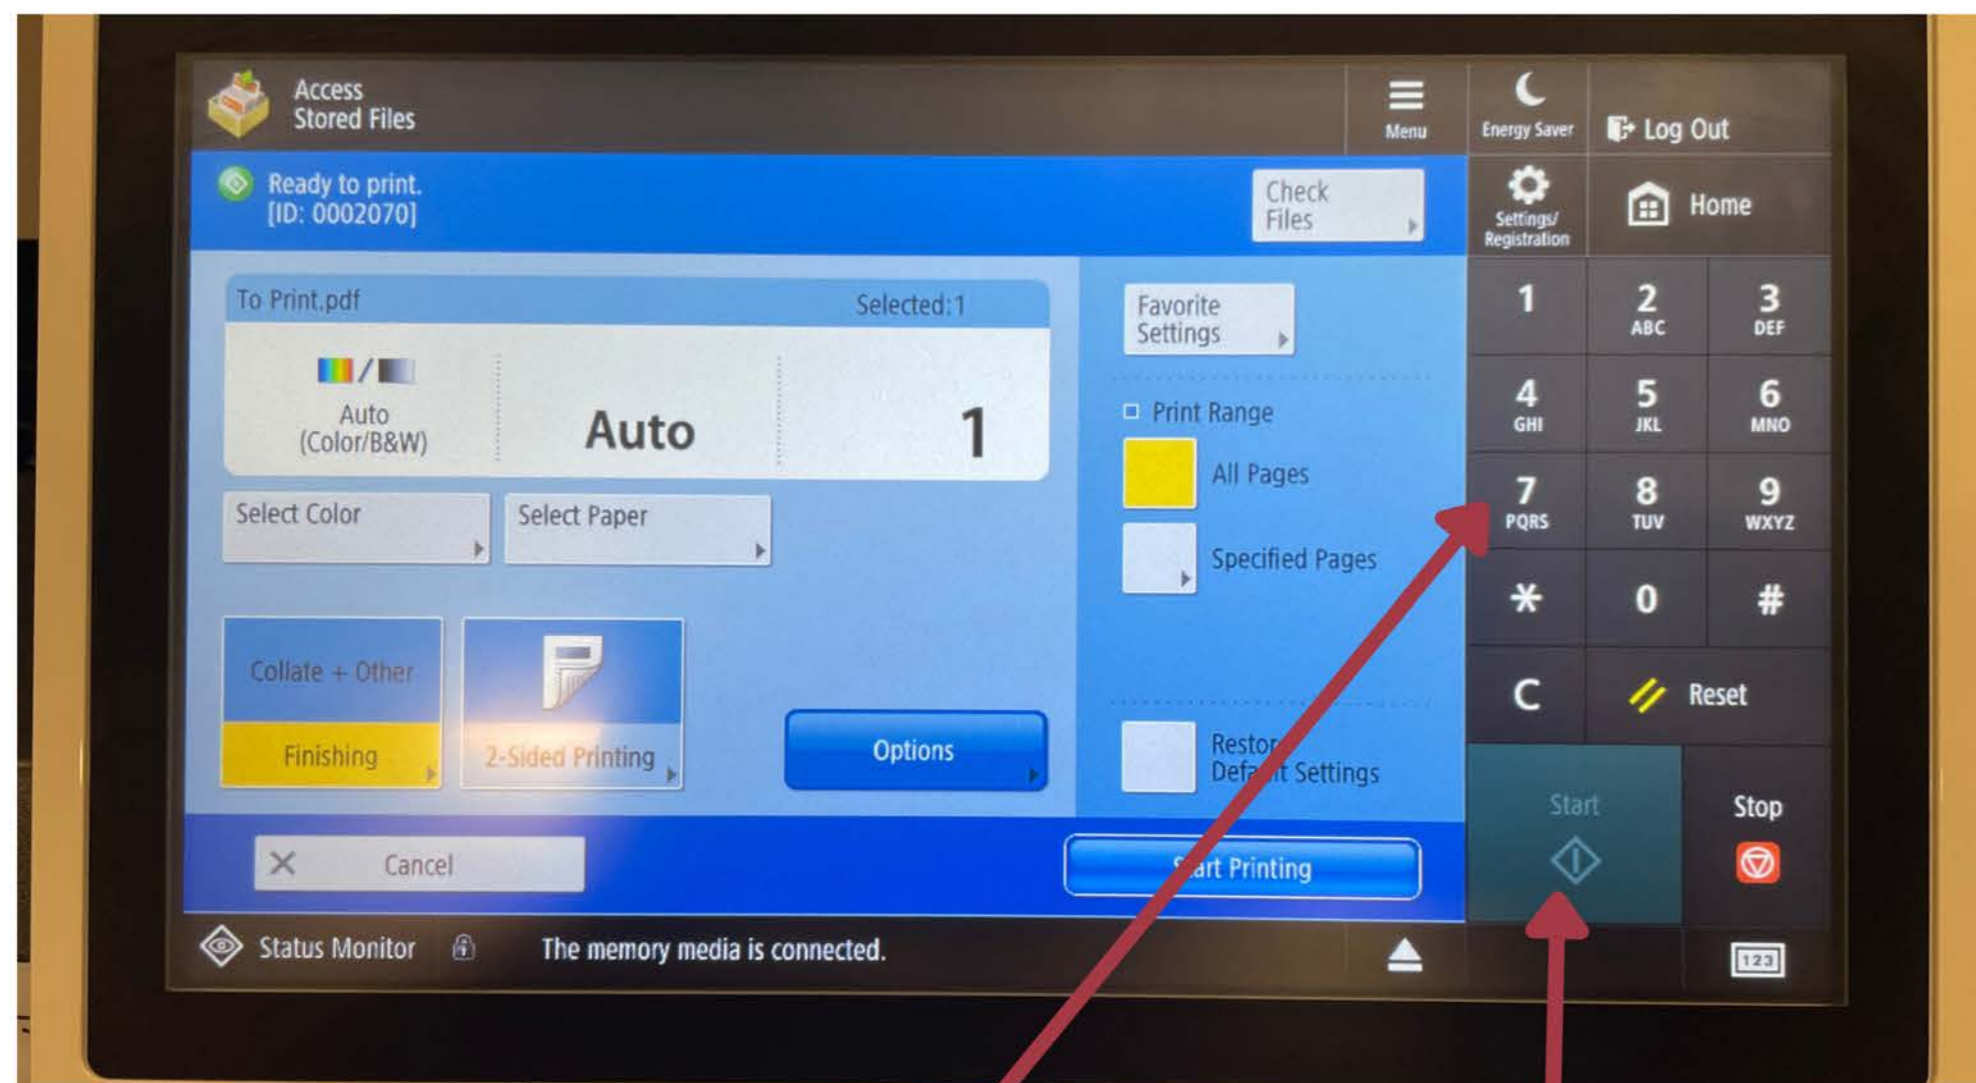 Access
Stored Files
Menu
Energy Saver
Log Out
Ready to print.
[ID: 0002070]
Check
Files
Settings/
Registration
Home
To Print.pdf
Selected:1
Auto
(Color/B&W)
Auto
1
Select Color
Select Paper
Collate + Other
Finishing
2-Sided Printing
Options
Favorite
Settings
Print Range
All Pages
Specified Pages
Default Settings
Cancel
Printing
Status Monitor
The memory media is connected.
1
2
ABC
3
DEF
4
GHI
5
JKL
6
MNO
7
PQRS
8
TUV
9
WXYZ
*
0
#
C
Reset
Start
Stop
123